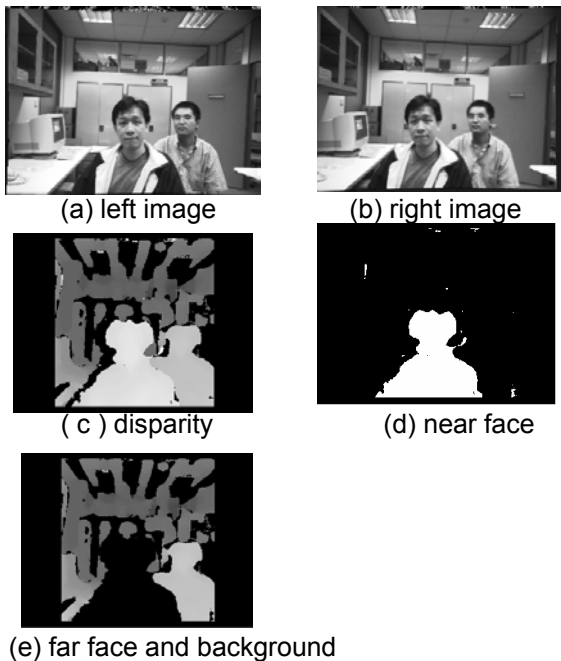 (a) left image
(b) right image
( c ) disparity
(d) near face
(e) far face and background